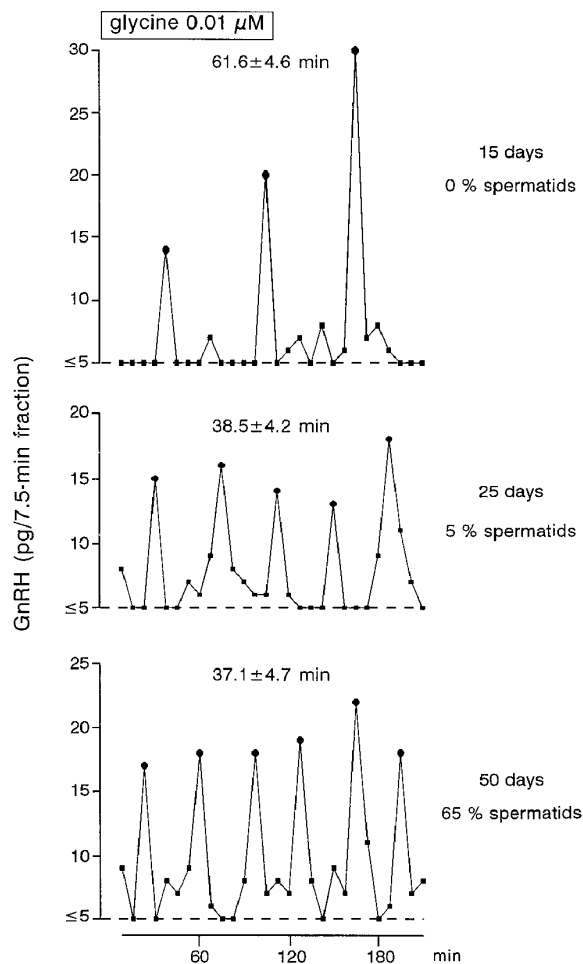 glycine 0.01 µM
GnRH (pg/7.5-min fraction)
61.6±4.6 min
30
20
15
10
≤5
15 days
0 % spermatids
38.5±4.2 min
20
15
10
≤5
25 days
5 % spermatids
37.1±4.7 min
25
20
15
10
≤5
50 days
65 % spermatids
60
120
180
min